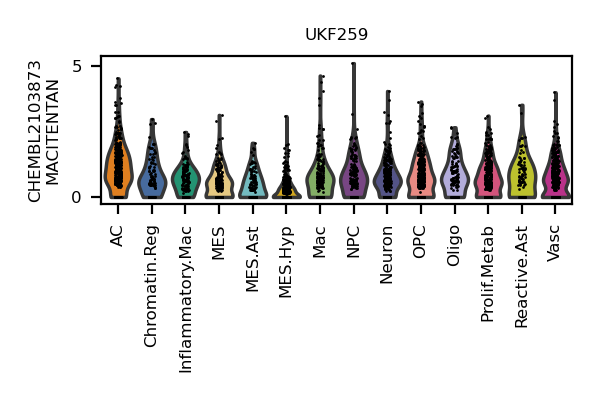 UKF259
CHEMBL2103873
MACITENTAN
5
0
AC
Chromatin.Reg
Inflammatory.Mac
MES
MES.Ast
MES.Hyp
Mac
NPC
Neuron
OPC
Oligo
Prolif.Metab
Reactive.Ast
Vasc